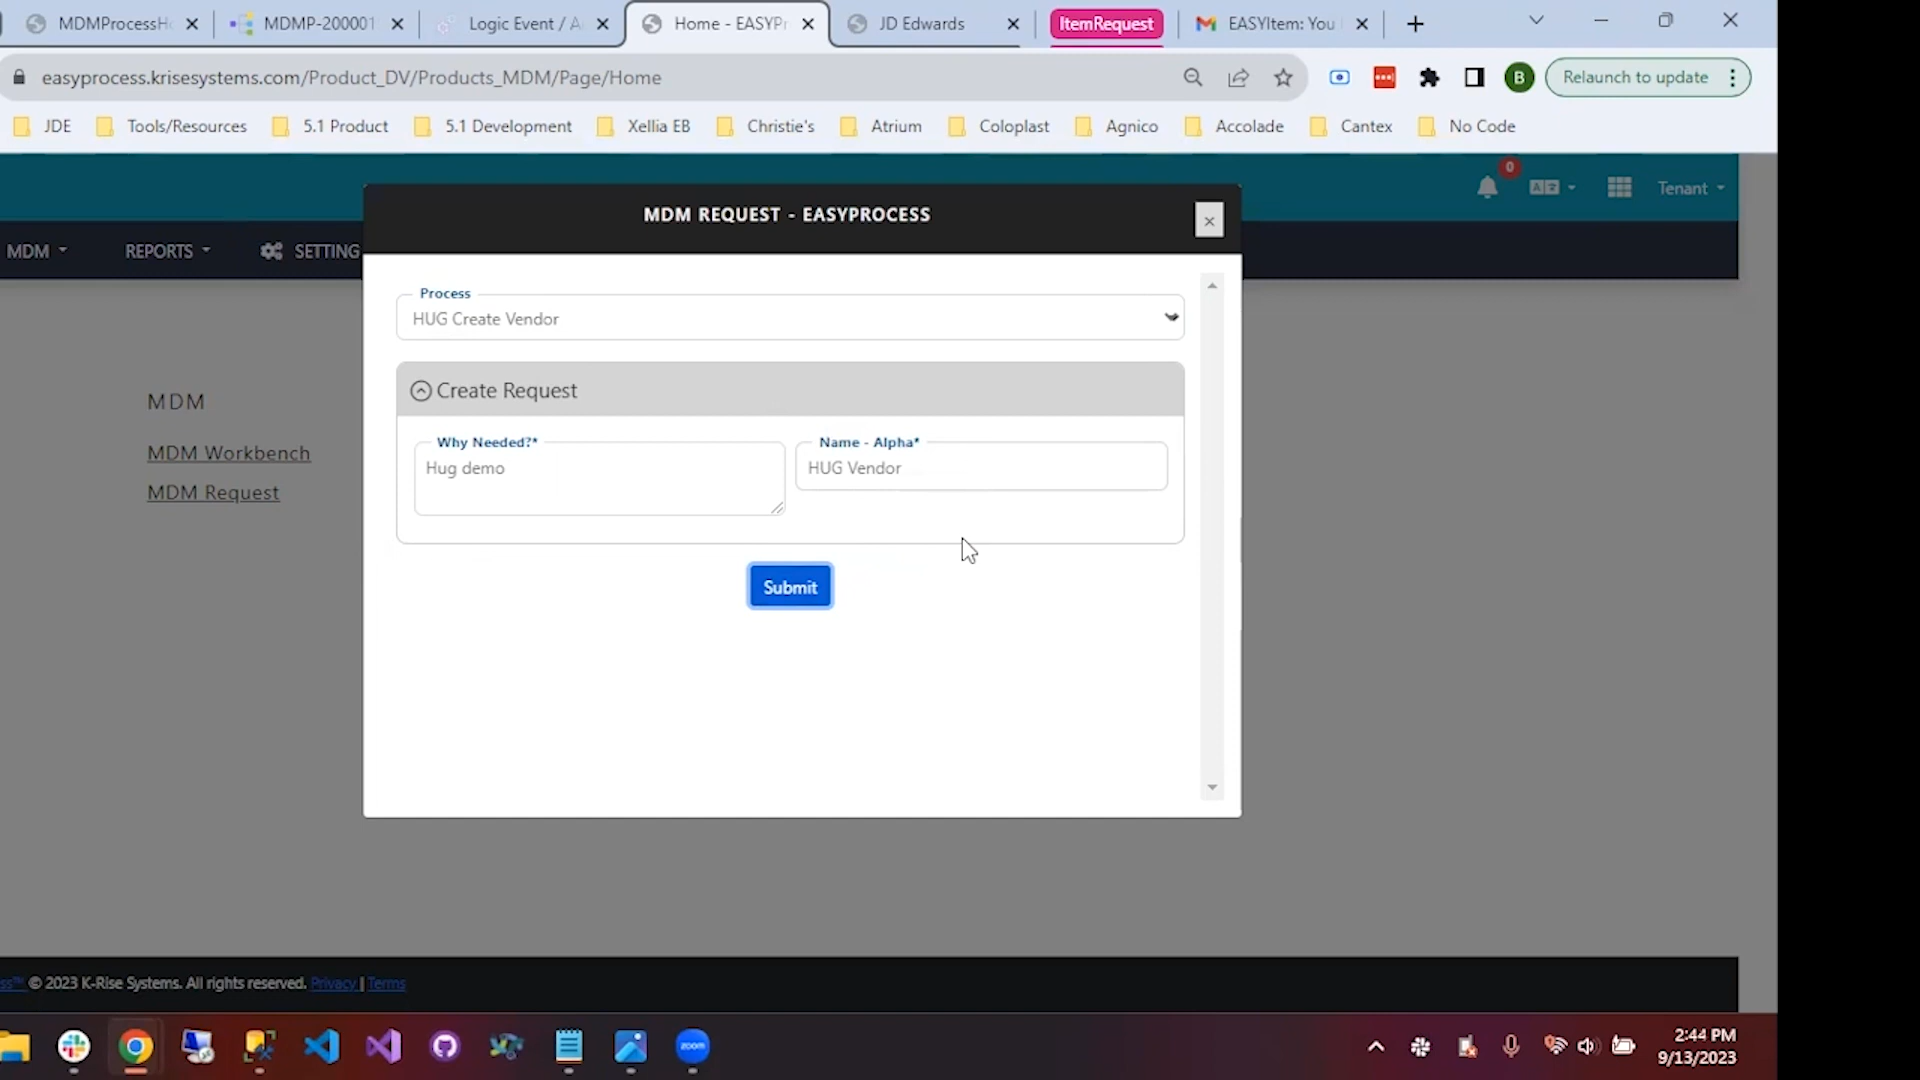 MDMProcessH
MDMP-200001
Logic Event / A
Home - EASYPr
JD Edwards
ItemRequest
EASYItem: You
easyprocess.krisesystems.com/Product_DV/Products_MDM/Page/Home
B
Relaunch to update
JDE
Tools/Resources
5.1 Product
5.1 Development
Xellia EB
Christie's
Atrium
Coloplast
Agnico
Accolade
Cantex
No Code
0
Tenant
MDM
REPORTS
SETTING
MDM REQUEST - EASYPROCESS
×
Process
HUG Create Vendor
Create Request
Why Needed?*
Hug demo
Name - Alpha*
HUG Vendor
Submit
MDM
MDM Workbench
MDM Request
ss™ © 2023 K-Rise Systems. All rights reserved. Privacy | Terms
zoom
2:44 PM
9/13/2023